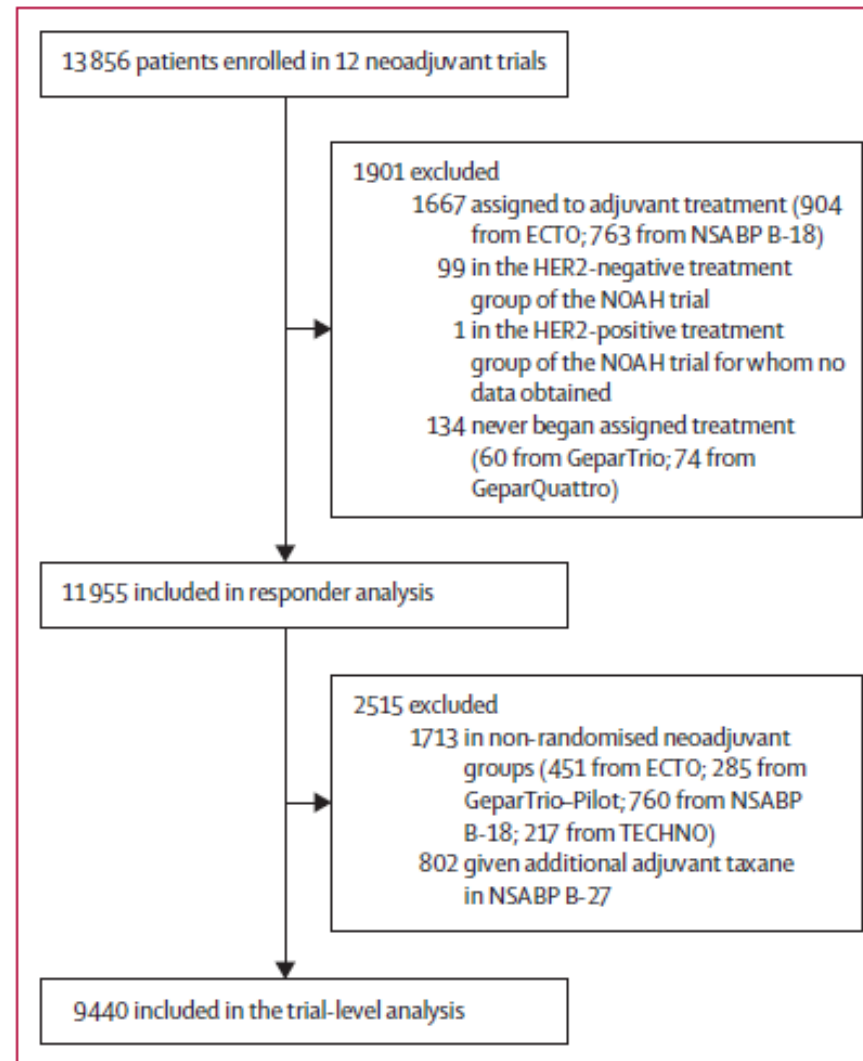 13 856 patients enrolled in 12 neoadjuvant trials
1901 excluded
1667 assigned to adjuvant treatment (904
from ECTO; 763 from NSABP B-18)
99 in the HER2-negative treatment
group of the NOAH trial
1 in the HER2-positive treatment
group of the NOAH trial for whom no
data obtained
134 never began assigned treatment
(60 from GeparTrio; 74 from
GeparQuattro)
11 955 included in responder analysis
2515 excluded
1713 in non-randomised neoadjuvant
groups (451 from ECTO; 285 from
GeparTrio-Pilot; 760 from NSABP
B-18; 217 from TECHNO)
802 given additional adjuvant taxane
in NSABP B-27
9440 included in the trial-level analysis